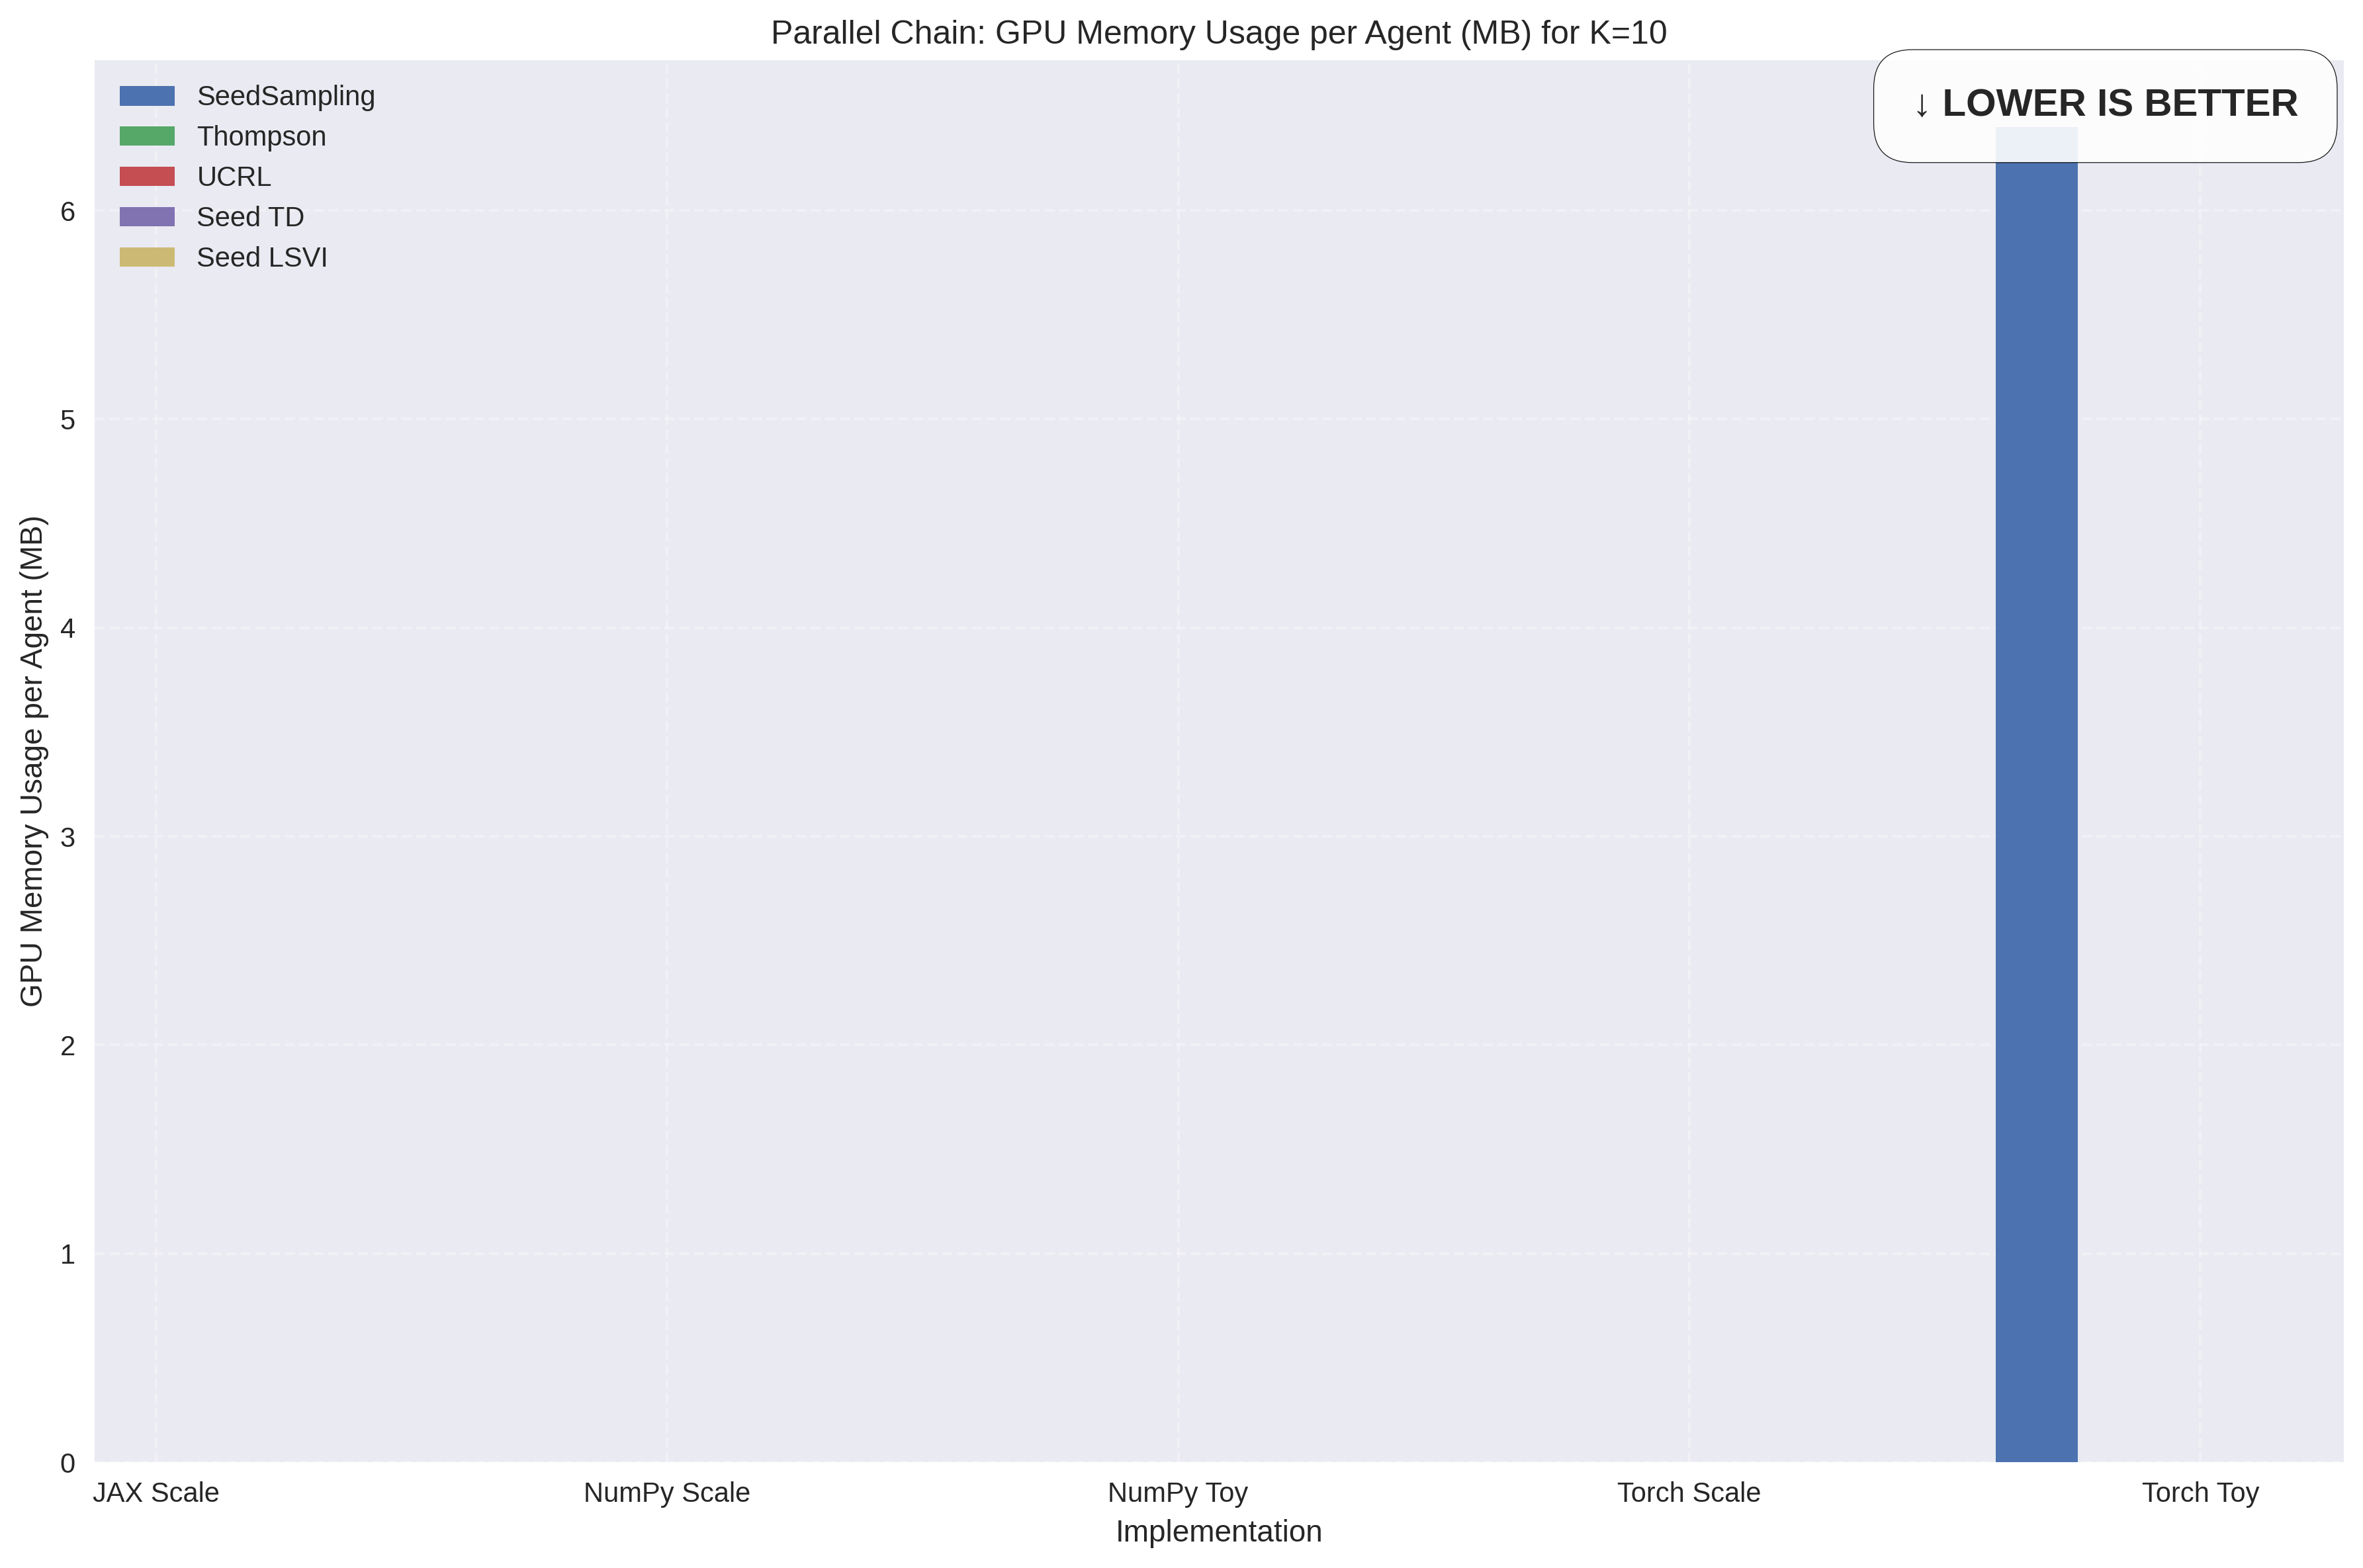 Parallel Chain: GPU Memory Usage per Agent (MB) for K=10
↓ LOWER IS BETTER
SeedSampling
Thompson
UCRL
Seed TD
Seed LSVI
GPU Memory Usage per Agent (MB)
6
5
4
3
2
1
0
JAX Scale
NumPy Scale
NumPy Toy
Torch Scale
Torch Toy
Implementation